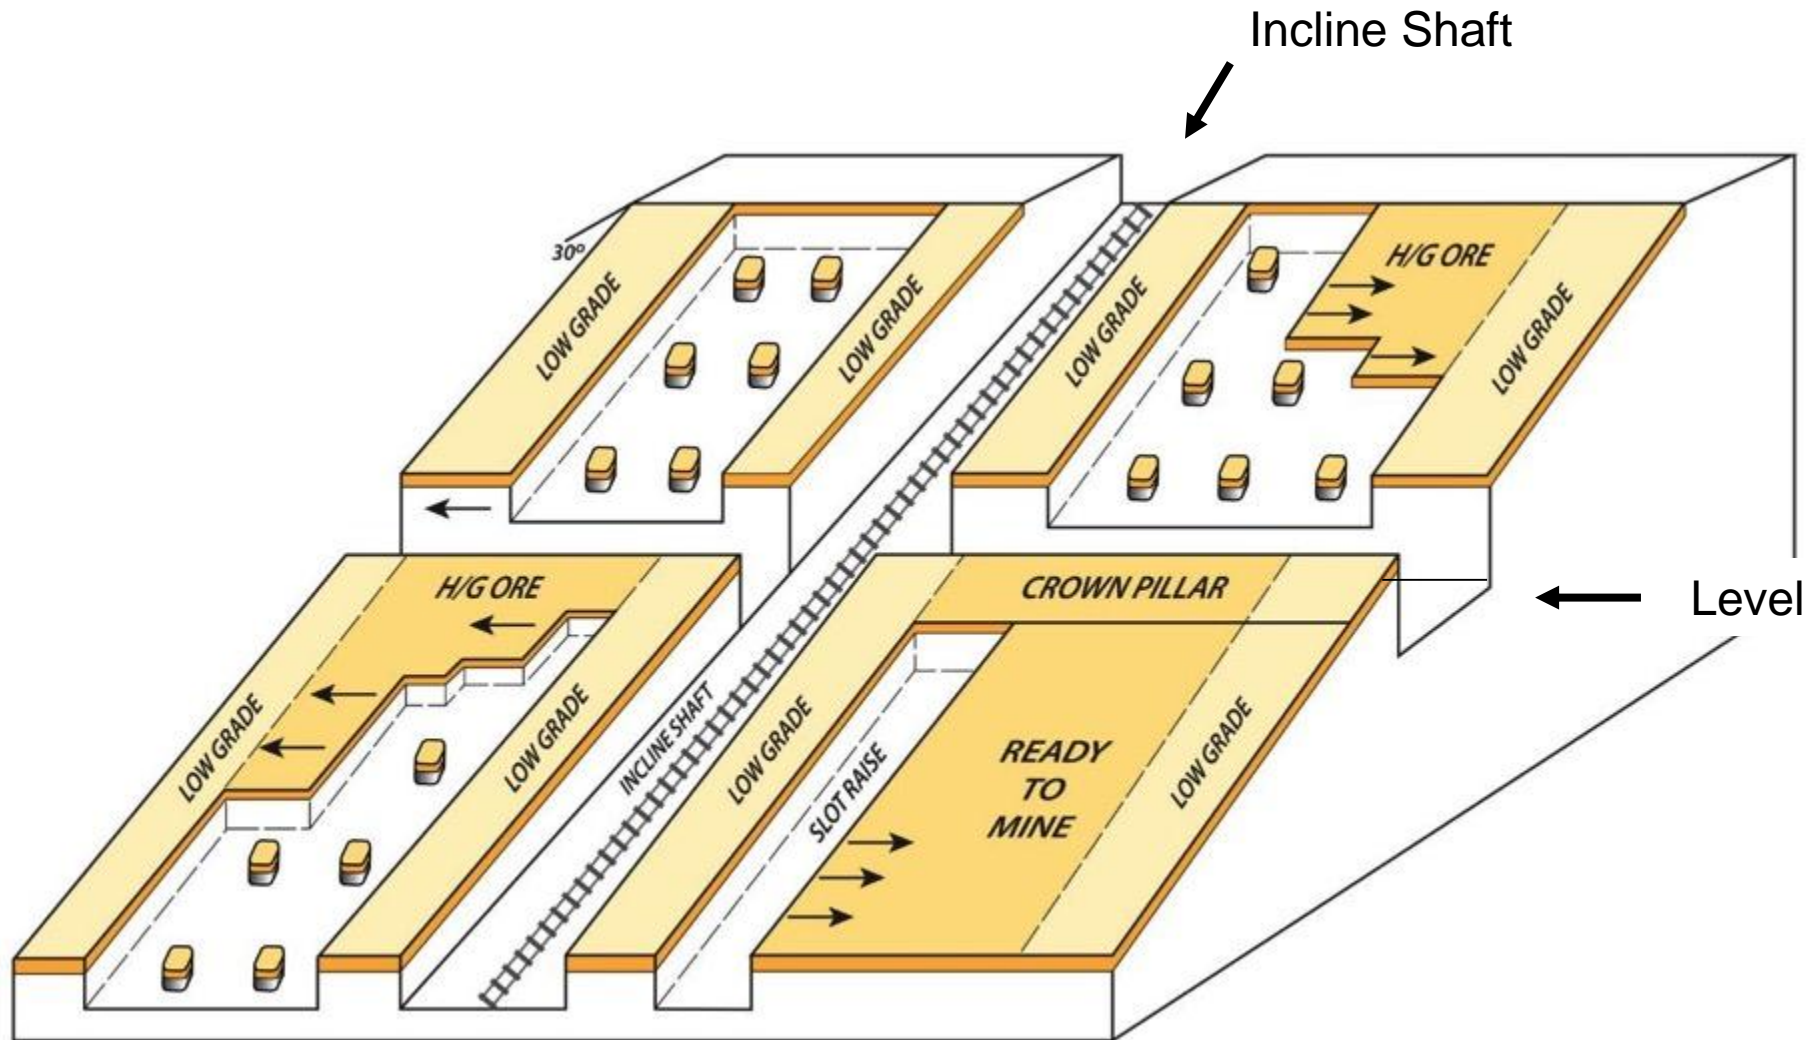 Incline Shaft
30º
LOW GRADE
LOW GRADE
LOW GRADE
H/G ORE
LOW GRADE
Level
H/G ORE
LOW GRADE
LOW GRADE
INCLINE SHAFT
CROWN PILLAR
LOW GRADE
SLOT RAISE
READY
TO
MINE
LOW GRADE